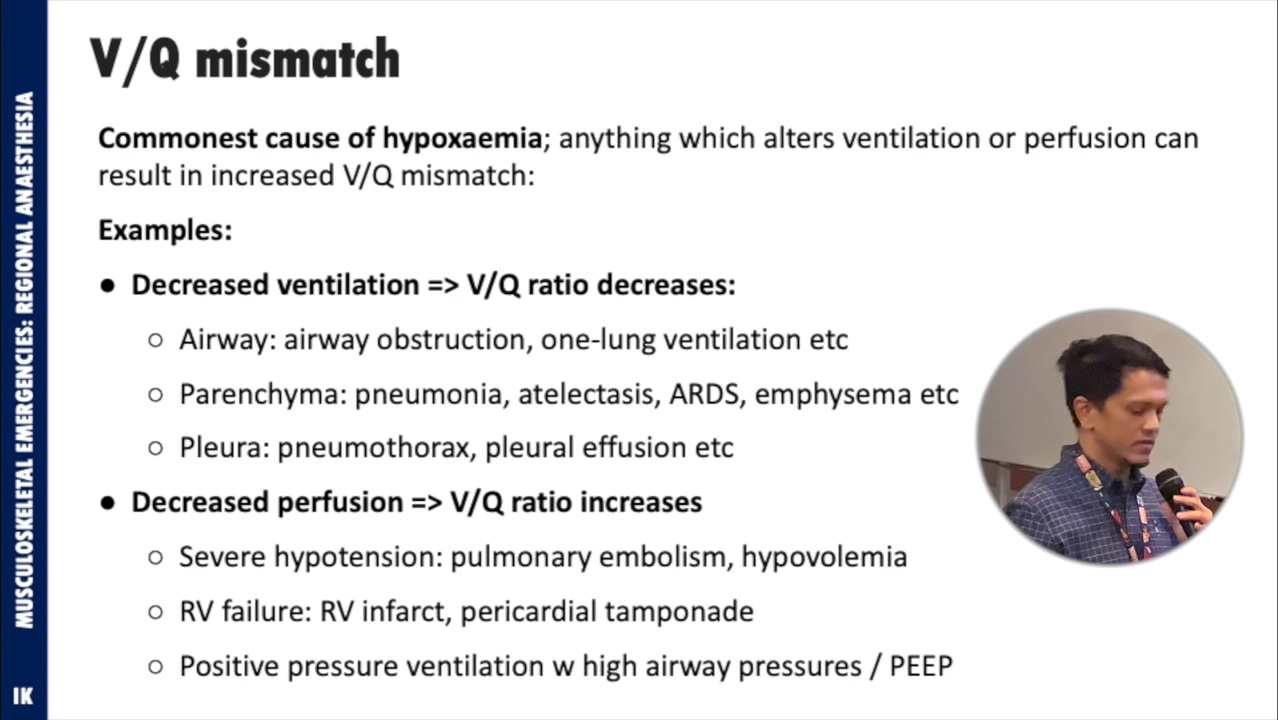 V/Q mismatch
Commonest cause of hypoxaemia; anything which alters ventilation or perfusion can
result in increased V/Q mismatch:
Examples:
● Decreased ventilation => V/Q ratio decreases:
○ Airway: airway obstruction, one-lung ventilation etc
○ Parenchyma: pneumonia, atelectasis, ARDS, emphysema etc
○ Pleura: pneumothorax, pleural effusion etc
● Decreased perfusion => V/Q ratio increases
○ Severe hypotension: pulmonary embolism, hypovolemia
○ RV failure: RV infarct, pericardial tamponade
○ Positive pressure ventilation w high airway pressures / PEEP
MUSCULOSKELETAL EMERGENCIES: REGIONAL ANAESTHESIA
IK